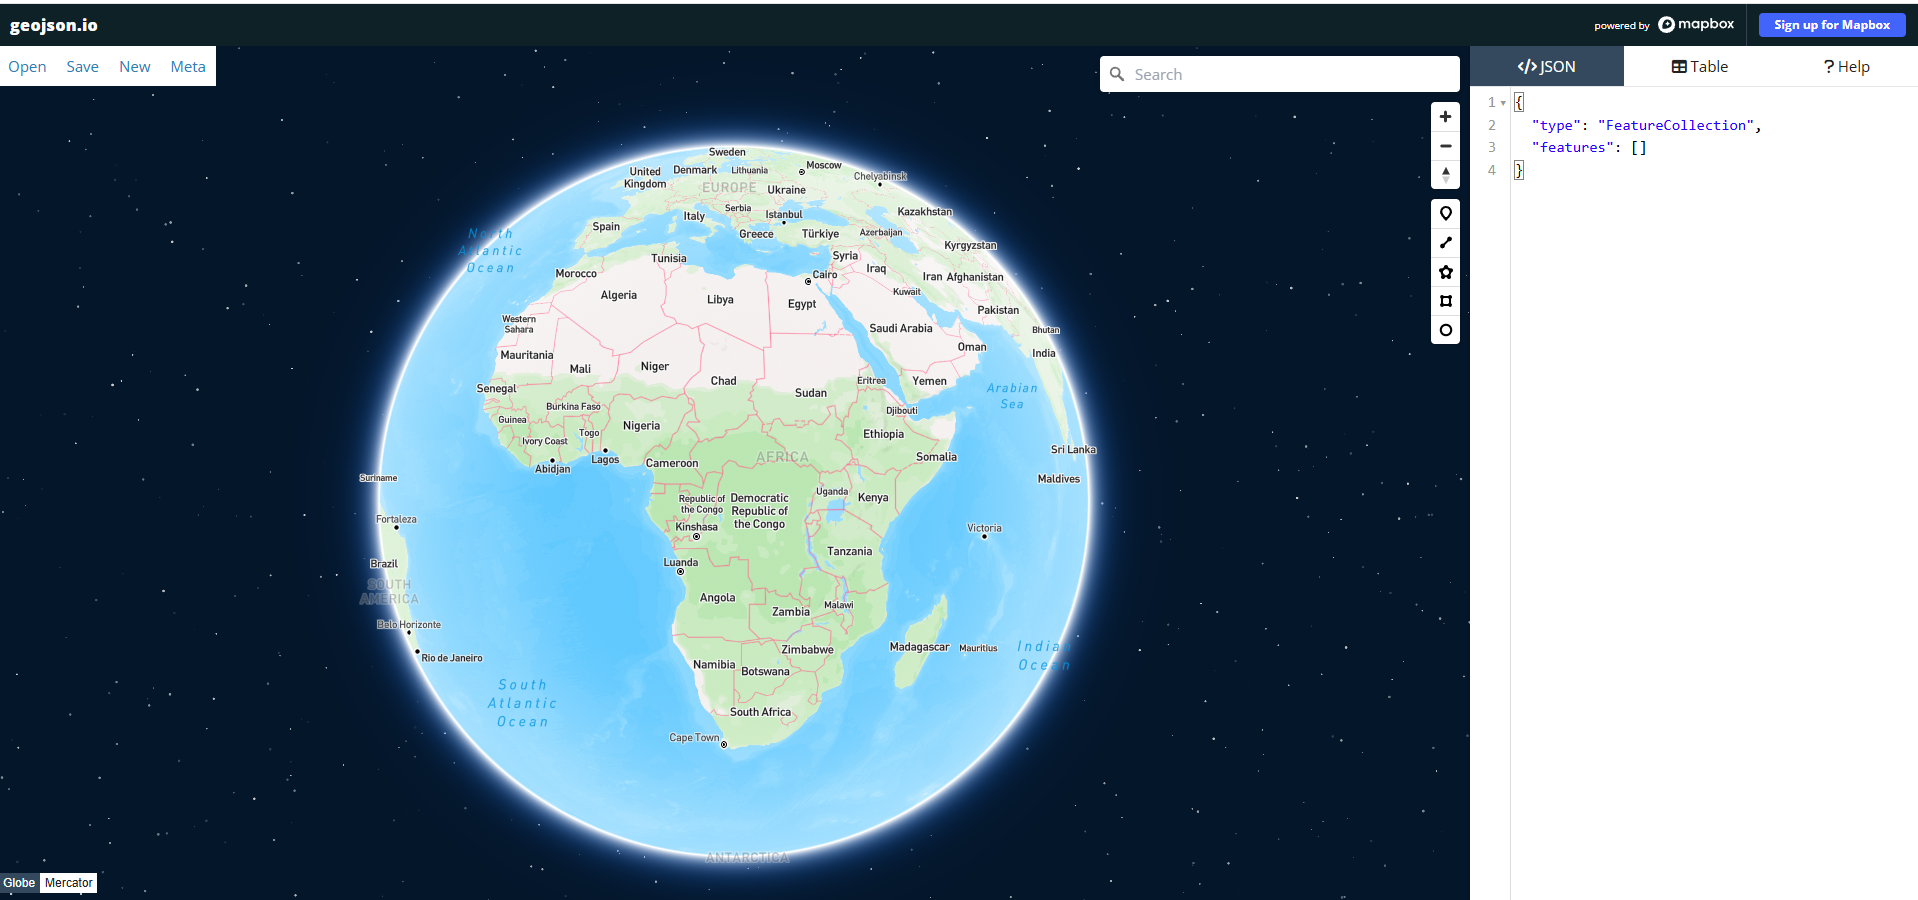 geojson.io
powered by mapbox
Sign up for Mapbox
Open Save New Meta
Search
</>JSON
Table
? Help
1 {
2 "type": "FeatureCollection",
3 "features": []
4 }
Sweden
United
Kingdom
Denmark
Lithuania
Moscow
Chelyabinsk
EUROPE
Ukraine
Kazakhstan
Serbia
Italy
Istanbul
Spain
Greece
Türkiye
Azerbaijan
Kyrgyzstan
North
Atlantic
Ocean
Tunisia
Syria
Morocco
Cairo
Iraq
Iran
Afghanistan
Algeria
Libya
Egypt
Kuwait
Pakistan
Western
Sahara
Saudi Arabia
Bhutan
Mauritania
Oman
India
Mali
Niger
Chad
Eritrea
Yemen
Senegal
Sudan
Arabian
Sea
Burkina Faso
Djibouti
Guinea
Togo
Nigeria
Ethiopia
Ivory Coast
Lagos
Abidjan
Cameroon
AFRICA
Somalia
Sri Lanka
Suriname
Maldives
Republic of
the Congo
Democratic
Republic of
the Congo
Uganda
Kenya
Fortaleza
Kinshasa
Victoria
Brazil
Luanda
Tanzania
SOUTH
AMERICA
Angola
Zambia
Malawi
Belo Horizonte
Rio de Janeiro
Zimbabwe
Madagascar
Mauritius
Indian
Ocean
Namibia
Botswana
South
Atlantic
Ocean
South Africa
Cape Town
ANTARCTICA
Globe Mercator